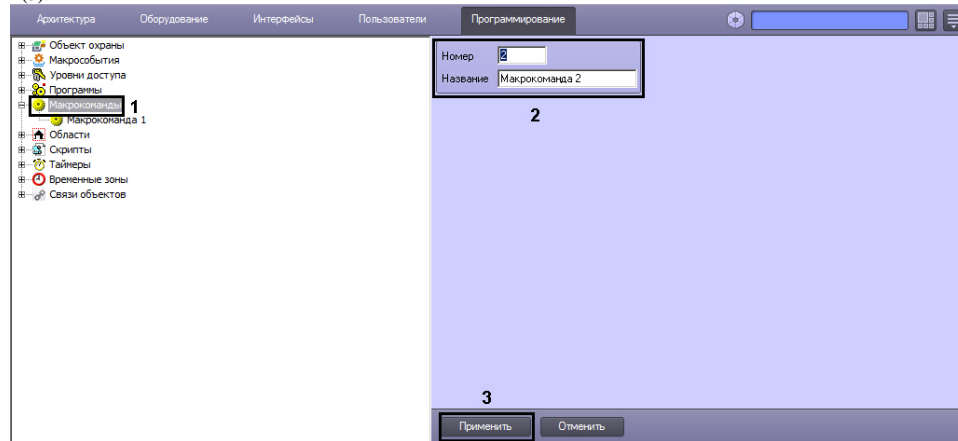 Архитектура Оборудование Интерфейсы Пользователи Программирование
Объект охраны
Макрособытия
Уровни доступа
Программы
Макрокоманды 1
Макрокоманда 1
Области
Скрипты
Таймеры
Временные зоны
Связи объектов
Номер 2
Название Макрокоманда 2
2
3
Применить Отменить